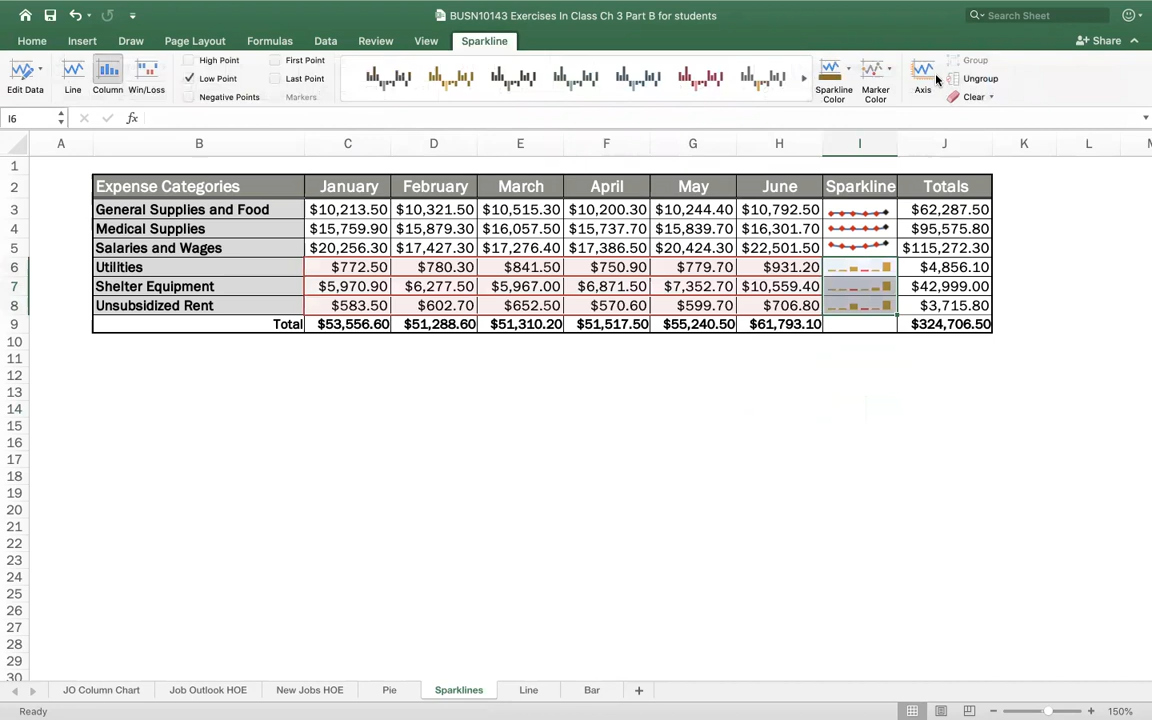 BUSN10143 Exercises In Class Ch 3 Part B for students
Search Sheet
Home Insert Draw Page Layout Formulas Data Review View Sparkline
Share
Edit Data
Line
Column
Win/Loss
High Point
Low Point
Negative Points
First Point
Last Point
Markers
Sparkline Color
Marker Color
Axis
Group
Ungroup
Clear
I6
fx
A B C D E F G H I J K L M
1
2 Expense Categories January February March April May June Sparkline Totals
3 General Supplies and Food $10,213.50 $10,321.50 $10,515.30 $10,200.30 $10,244.40 $10,792.50 $62,287.50
4 Medical Supplies $15,759.90 $15,879.30 $16,057.50 $15,737.70 $15,839.70 $16,301.70 $95,575.80
5 Salaries and Wages $20,256.30 $17,427.30 $17,276.40 $17,386.50 $20,424.30 $22,501.50 $115,272.30
6 Utilities $772.50 $780.30 $841.50 $750.90 $779.70 $931.20 $4,856.10
7 Shelter Equipment $5,970.90 $6,277.50 $5,967.00 $6,871.50 $7,352.70 $10,559.40 $42,999.00
8 Unsubsidized Rent $583.50 $602.70 $652.50 $570.60 $599.70 $706.80 $3,715.80
9 Total $53,556.60 $51,288.60 $51,310.20 $51,517.50 $55,240.50 $61,793.10 $324,706.50
10
11
12
13
14
15
16
17
18
19
20
21
22
23
24
25
26
27
28
29
30
JO Column Chart Job Outlook HOE New Jobs HOE Pie Sparklines Line Bar
Ready
150%